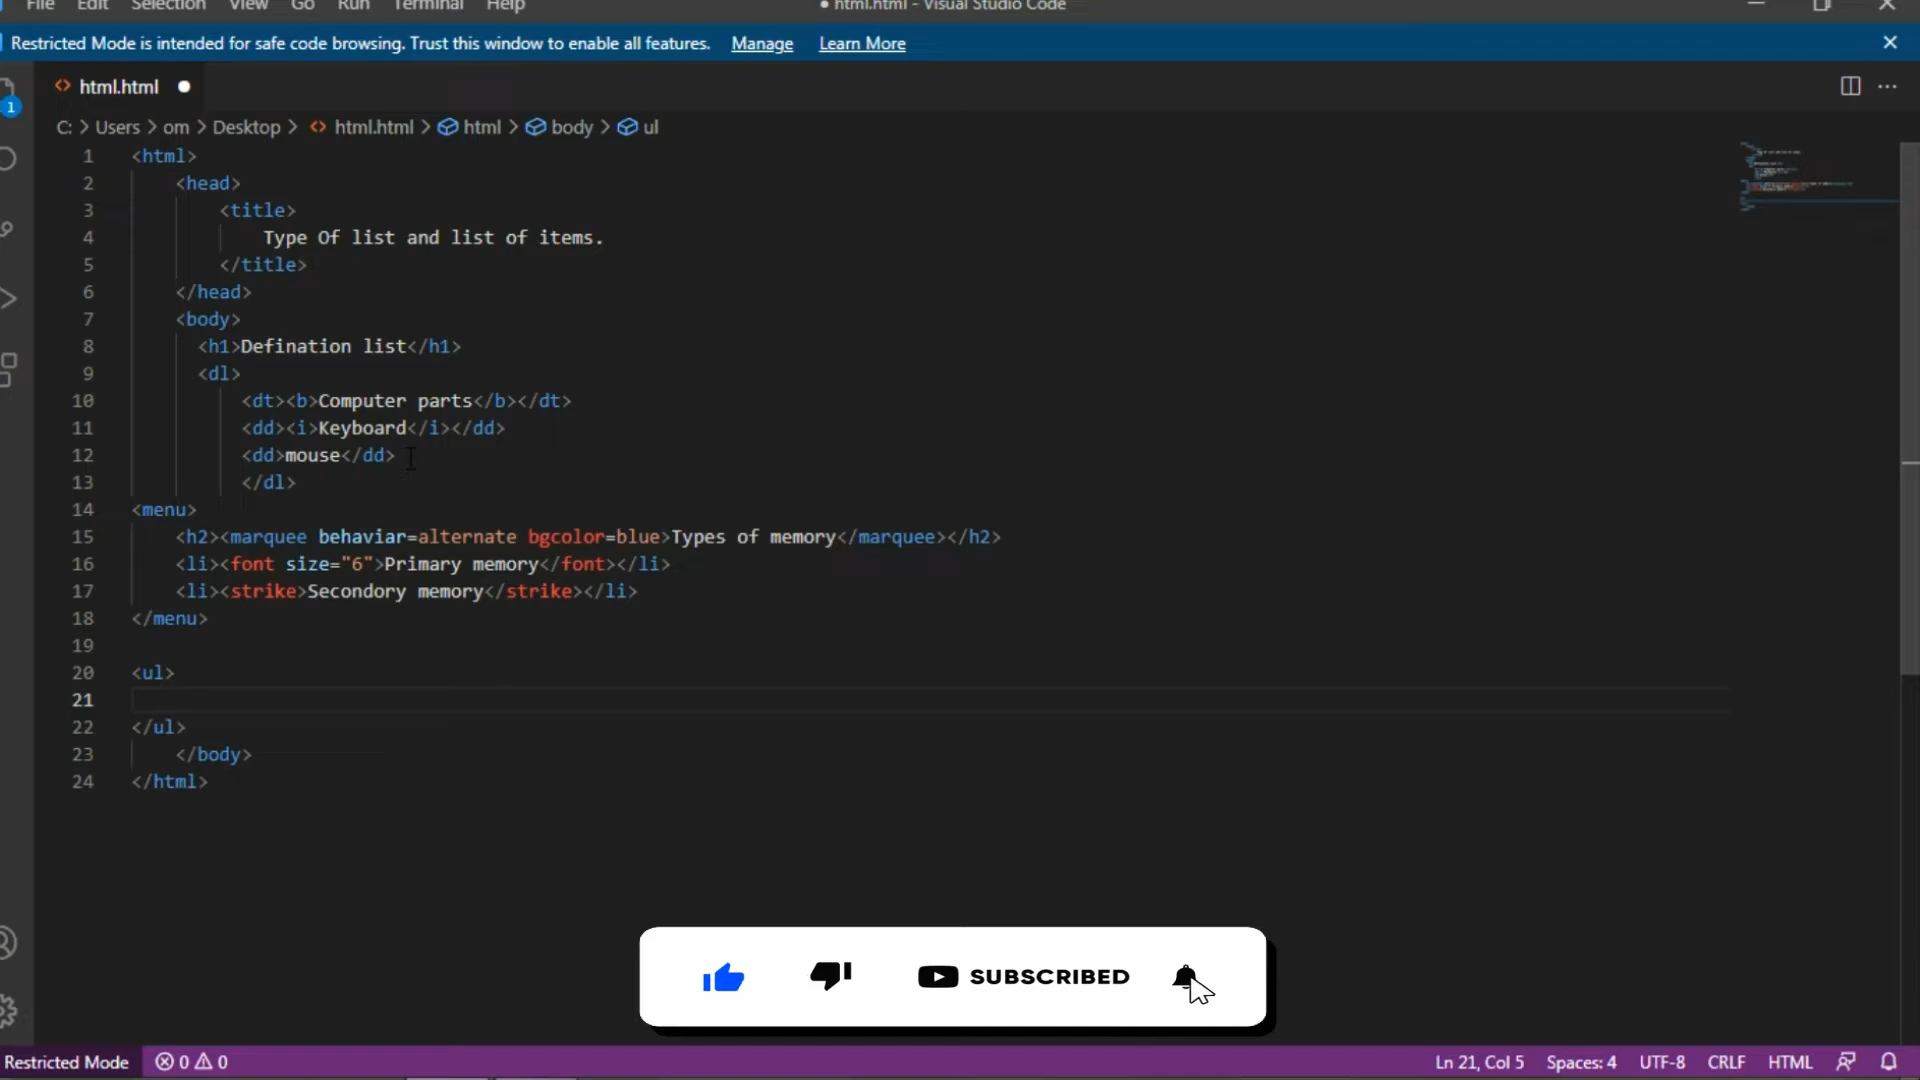 File Edit Selection View Go Run Terminal Help ● html.html - Visual Studio Code
Restricted Mode is intended for safe code browsing. Trust this window to enable all features. Manage Learn More
1
<> html.html ●
C: > Users > om > Desktop > <> html.html > html > body > ul
1 <html>
2 <head>
3 <title>
4 Type Of list and list of items.
5 </title>
6 </head>
7 <body>
8 <h1>Defination list</h1>
9 <dl>
10 <dt><b>Computer parts</b></dt>
11 <dd><i>Keyboard</i></dd>
12 <dd>mouse</dd>
13 </dl>
14 <menu>
15 <h2><marquee behaviar=alternate bgcolor=blue>Types of memory</marquee></h2>
16 <li><font size="6">Primary memory</font></li>
17 <li><strike>Secondory memory</strike></li>
18 </menu>
19
20 <ul>
21
22 </ul>
23 </body>
24 </html>
SUBSCRIBED
Restricted Mode 0 0 Ln 21, Col 5 Spaces: 4 UTF-8 CRLF HTML